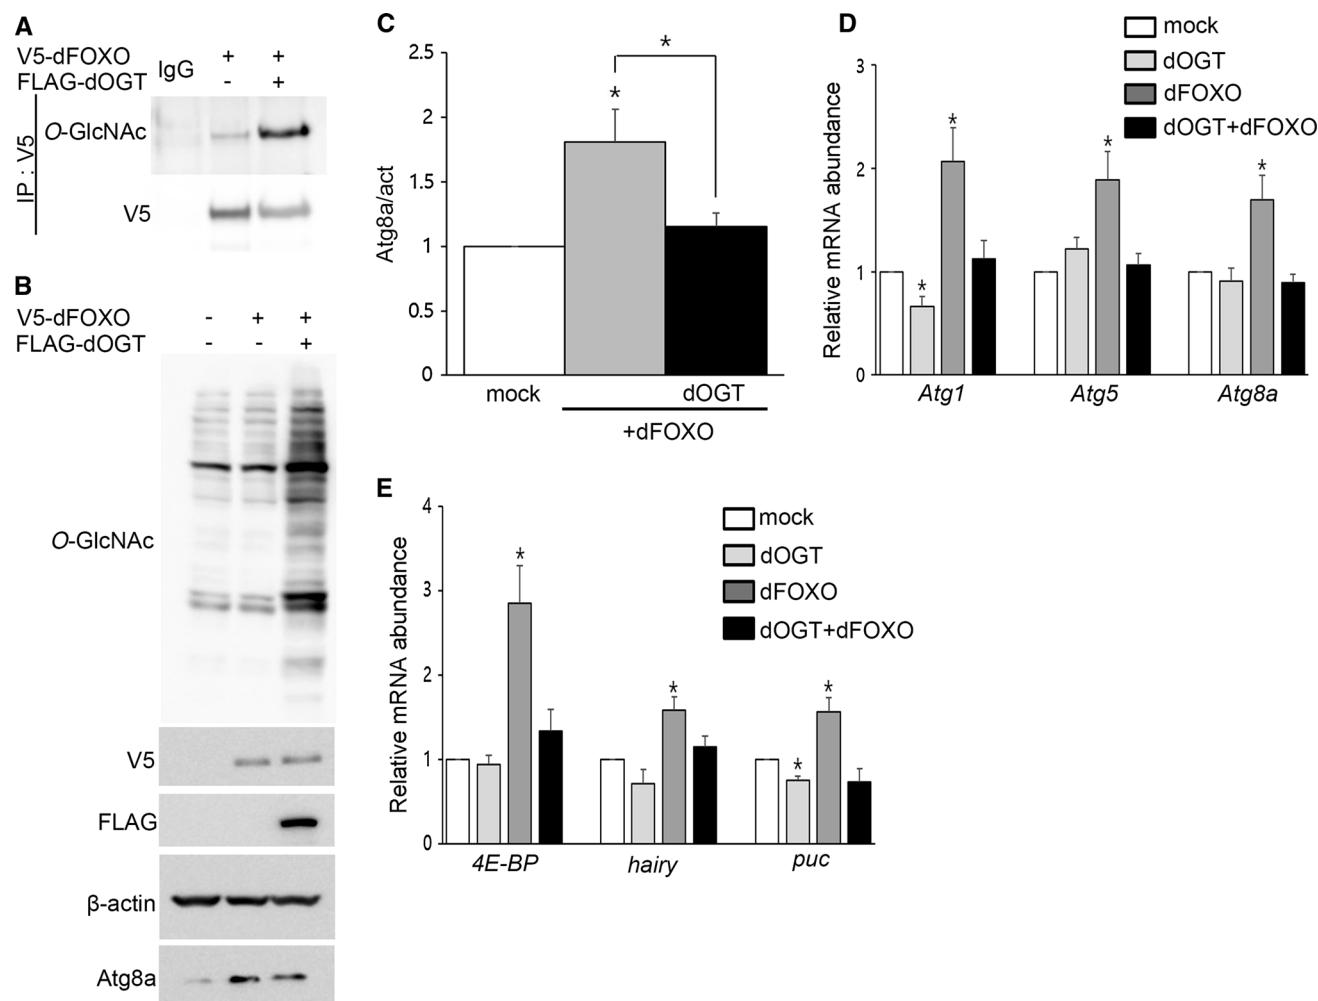 A
V5-dFOXO + +
FLAG-dOGT - +
IgG
IP : V5
O-GlcNAc
V5
B
V5-dFOXO - + +
FLAG-dOGT - - +
O-GlcNAc
V5
FLAG
β-actin
Atg8a
C
Atg8a/act
2.5
2
1.5
1
0.5
0
*
*
mock
dOGT
+dFOXO
D
mock
dOGT
dFOXO
dOGT+dFOXO
Relative mRNA abundance
3
2
1
0
* * * *
Atg1 Atg5 Atg8a
E
mock
dOGT
dFOXO
dOGT+dFOXO
Relative mRNA abundance
4
3
2
1
0
* * * *
4E-BP hairy puc